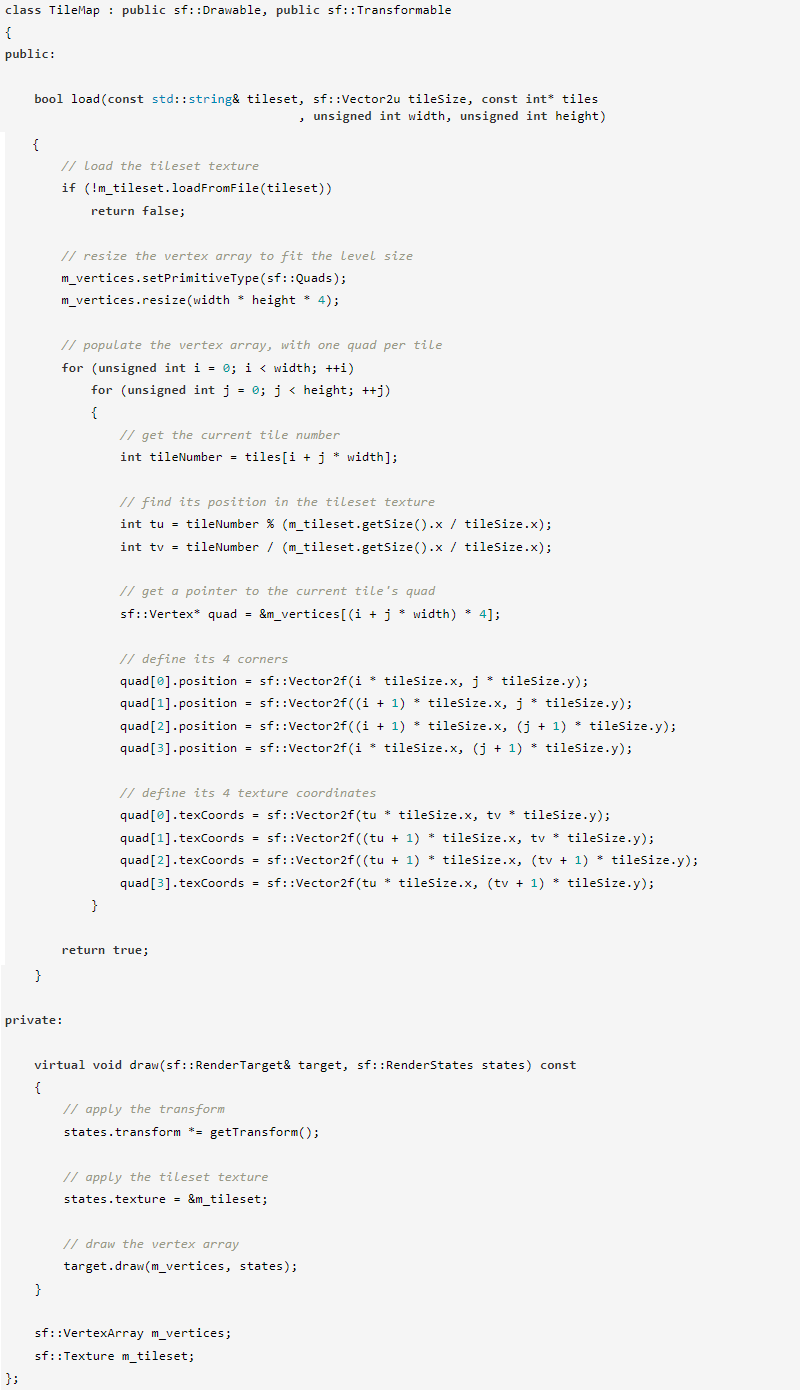 class TileMap : public sf::Drawable, public sf::Transformable
{
public:

    bool load(const std::string& tileset, sf::Vector2u tileSize, const int* tiles
                                        , unsigned int width, unsigned int height)
    {
        // load the tileset texture
        if (!m_tileset.loadFromFile(tileset))
            return false;

        // resize the vertex array to fit the level size
        m_vertices.setPrimitiveType(sf::Quads);
        m_vertices.resize(width * height * 4);

        // populate the vertex array, with one quad per tile
        for (unsigned int i = 0; i < width; ++i)
            for (unsigned int j = 0; j < height; ++j)
            {
                // get the current tile number
                int tileNumber = tiles[i + j * width];

                // find its position in the tileset texture
                int tu = tileNumber % (m_tileset.getSize().x / tileSize.x);
                int tv = tileNumber / (m_tileset.getSize().x / tileSize.x);

                // get a pointer to the current tile's quad
                sf::Vertex* quad = &m_vertices[(i + j * width) * 4];

                // define its 4 corners
                quad[0].position = sf::Vector2f(i * tileSize.x, j * tileSize.y);
                quad[1].position = sf::Vector2f((i + 1) * tileSize.x, j * tileSize.y);
                quad[2].position = sf::Vector2f((i + 1) * tileSize.x, (j + 1) * tileSize.y);
                quad[3].position = sf::Vector2f(i * tileSize.x, (j + 1) * tileSize.y);

                // define its 4 texture coordinates
                quad[0].texCoords = sf::Vector2f(tu * tileSize.x, tv * tileSize.y);
                quad[1].texCoords = sf::Vector2f((tu + 1) * tileSize.x, tv * tileSize.y);
                quad[2].texCoords = sf::Vector2f((tu + 1) * tileSize.x, (tv + 1) * tileSize.y);
                quad[3].texCoords = sf::Vector2f(tu * tileSize.x, (tv + 1) * tileSize.y);
            }

        return true;
    }

private:

    virtual void draw(sf::RenderTarget& target, sf::RenderStates states) const
    {
        // apply the transform
        states.transform *= getTransform();

        // apply the tileset texture
        states.texture = &m_tileset;

        // draw the vertex array
        target.draw(m_vertices, states);
    }

    sf::VertexArray m_vertices;
    sf::Texture m_tileset;
};